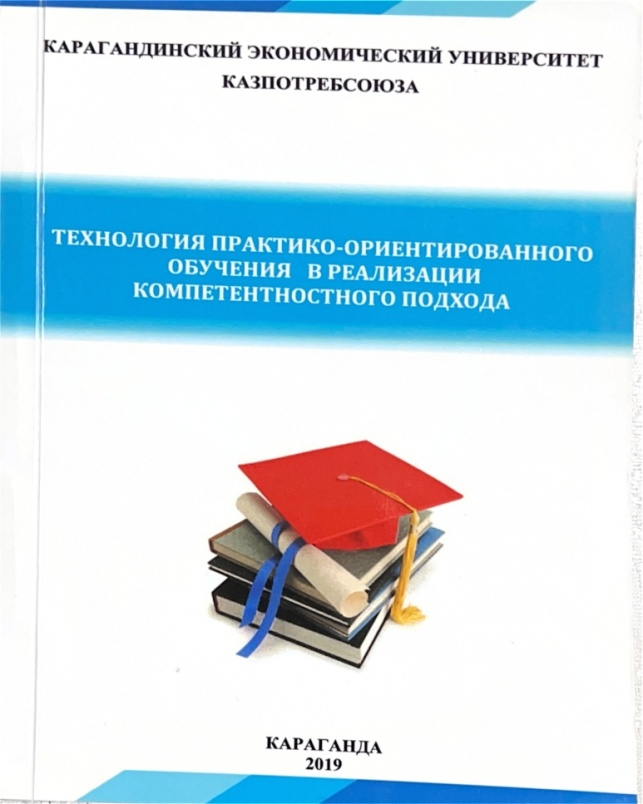 КАРАГАНДИНСКИЙ ЭКОНОМИЧЕСКИЙ УНИВЕРСИТЕТ
КАЗПОТРЕБСОЮЗА
ТЕХНОЛОГИЯ ПРАКТИКО-ОРИЕНТИРОВАННОГО
ОБУЧЕНИЯ В РЕАЛИЗАЦИИ
КОМПЕТЕНТНОСТНОГО ПОДХОДА
КАРАГАНДА
2019